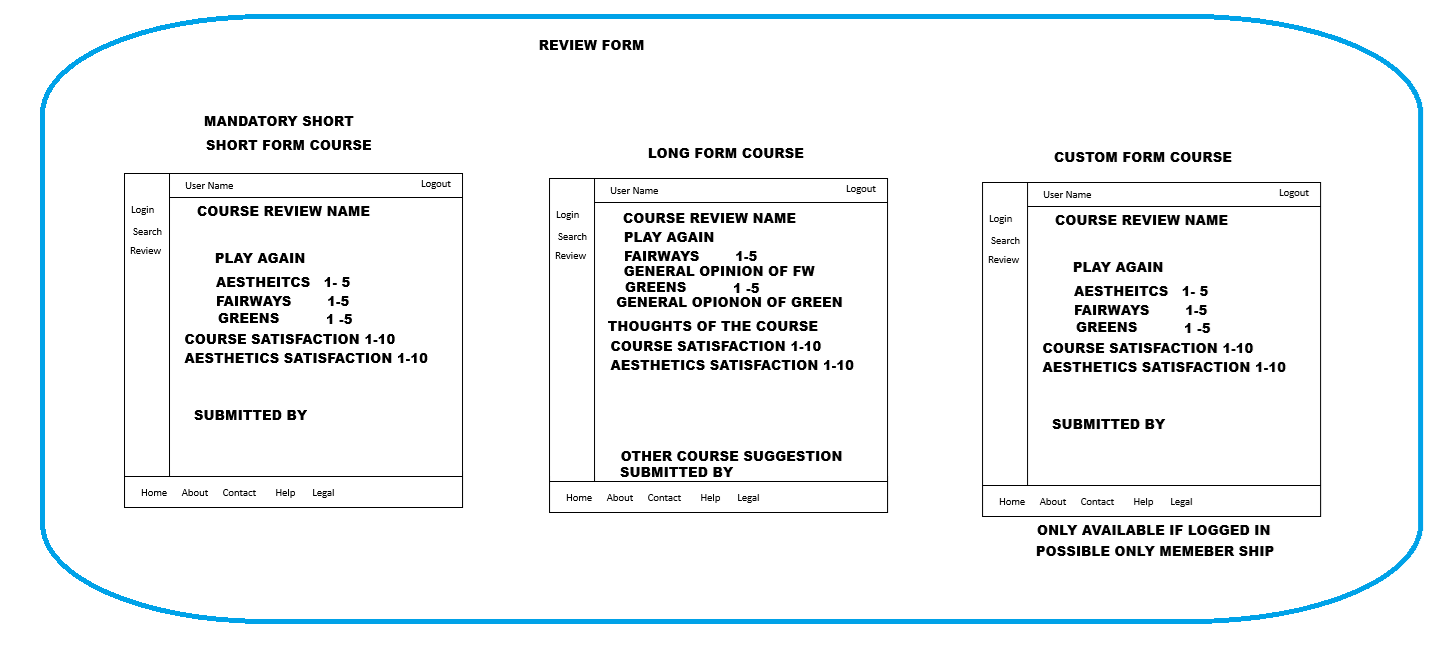 REVIEW FORM
MANDATORY SHORT
SHORT FORM COURSE
User Name Logout
Login
Search
Review
COURSE REVIEW NAME
PLAY AGAIN
AESTHEITCS 1- 5
FAIRWAYS 1-5
GREENS 1 -5
COURSE SATISFACTION 1-10
AESTHETICS SATISFACTION 1-10
SUBMITTED BY
Home About Contact Help Legal
LONG FORM COURSE
User Name Logout
Login
Search
Review
COURSE REVIEW NAME
PLAY AGAIN
FAIRWAYS 1-5
GENERAL OPINION OF FW
GREENS 1 -5
GENERAL OPIONON OF GREEN
THOUGHTS OF THE COURSE
COURSE SATISFACTION 1-10
AESTHETICS SATISFACTION 1-10
OTHER COURSE SUGGESTION
SUBMITTED BY
Home About Contact Help Legal
CUSTOM FORM COURSE
User Name Logout
Login
Search
Review
COURSE REVIEW NAME
PLAY AGAIN
AESTHEITCS 1- 5
FAIRWAYS 1-5
GREENS 1 -5
COURSE SATISFACTION 1-10
AESTHETICS SATISFACTION 1-10
SUBMITTED BY
Home About Contact Help Legal
ONLY AVAILABLE IF LOGGED IN
POSSIBLE ONLY MEMEBER SHIP